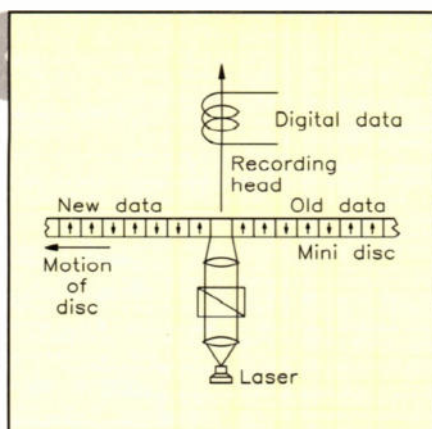 Digital data
Recording
head
New data
Old data
Mini disc
Motion
of
disc
Laser